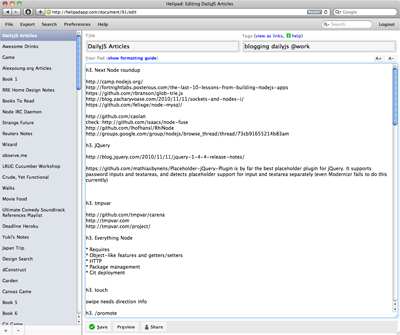 Helipad: Editing DailyJS Articles
http://helipadapp.com/document/91/edit
Helipad
File Export Search Preferences Help Logout
DailyJS Articles
Awesome Drinks
Game
Alexyoung.org Articles
Book 1
RRE Home Design Notes
Books To Read
Node IRC Daemon
Strange Future
Reuters Notes
Wizard
observe.me
LRUG Cucumber Workshop
Crude, Yet Functional
Walks
Movie Food
Ultimate Comedy Soundtrack
References Playlist
Deadline Heroku
Yuki's Notes
Japan Trip
Design Search
dConstruct
Garden
Canvas Game
Book 5
Book 6
Git Game
+ -
Title
DailyJS Articles
Tags (view as links, help)
blogging dailyjs @work
Your Pad (show formatting guide)
A+ A-
h3. Next Node roundup
http://camp.nodejs.org/
http://fortnightlabs.posterous.com/the-last-10-lessons-from-building-nodejs-apps
https://github.com/rbranson/glob-trie.js
http://blog.zacharyvoase.com/2010/11/11/sockets-and-nodes-i/
https://github.com/felixge/node-mysql/
https://github.com/caolan
check: http://github.com/isaacs/node-fuse
http://github.com/lhofhansl/RhiNode
http://groups.google.com/group/nodejs/browse_thread/thread/73cb91655214b83am
h3. jQuery
http://blog.jquery.com/2010/11/11/jquery-1-4-4-release-notes/
https://github.com/mathiasbynens/Placeholder-jQuery-Plugin is by far the best placeholder plugin for jQuery. It supports
password inputs and textareas, and detects placeholder support for input and textarea separately (even Modernizr fails to do this
currently)
h3. tmpvar
http://github.com/tmpvar/carena
http://tmpvar.com
http://tmpvar.com/project/
h3. Everything Node
* Requires
* Object-like features and getters/setters
* HTTP
* Package management
* Git deployment
h3. touch
swipe needs direction info
h3. /promote
Save Preview Share